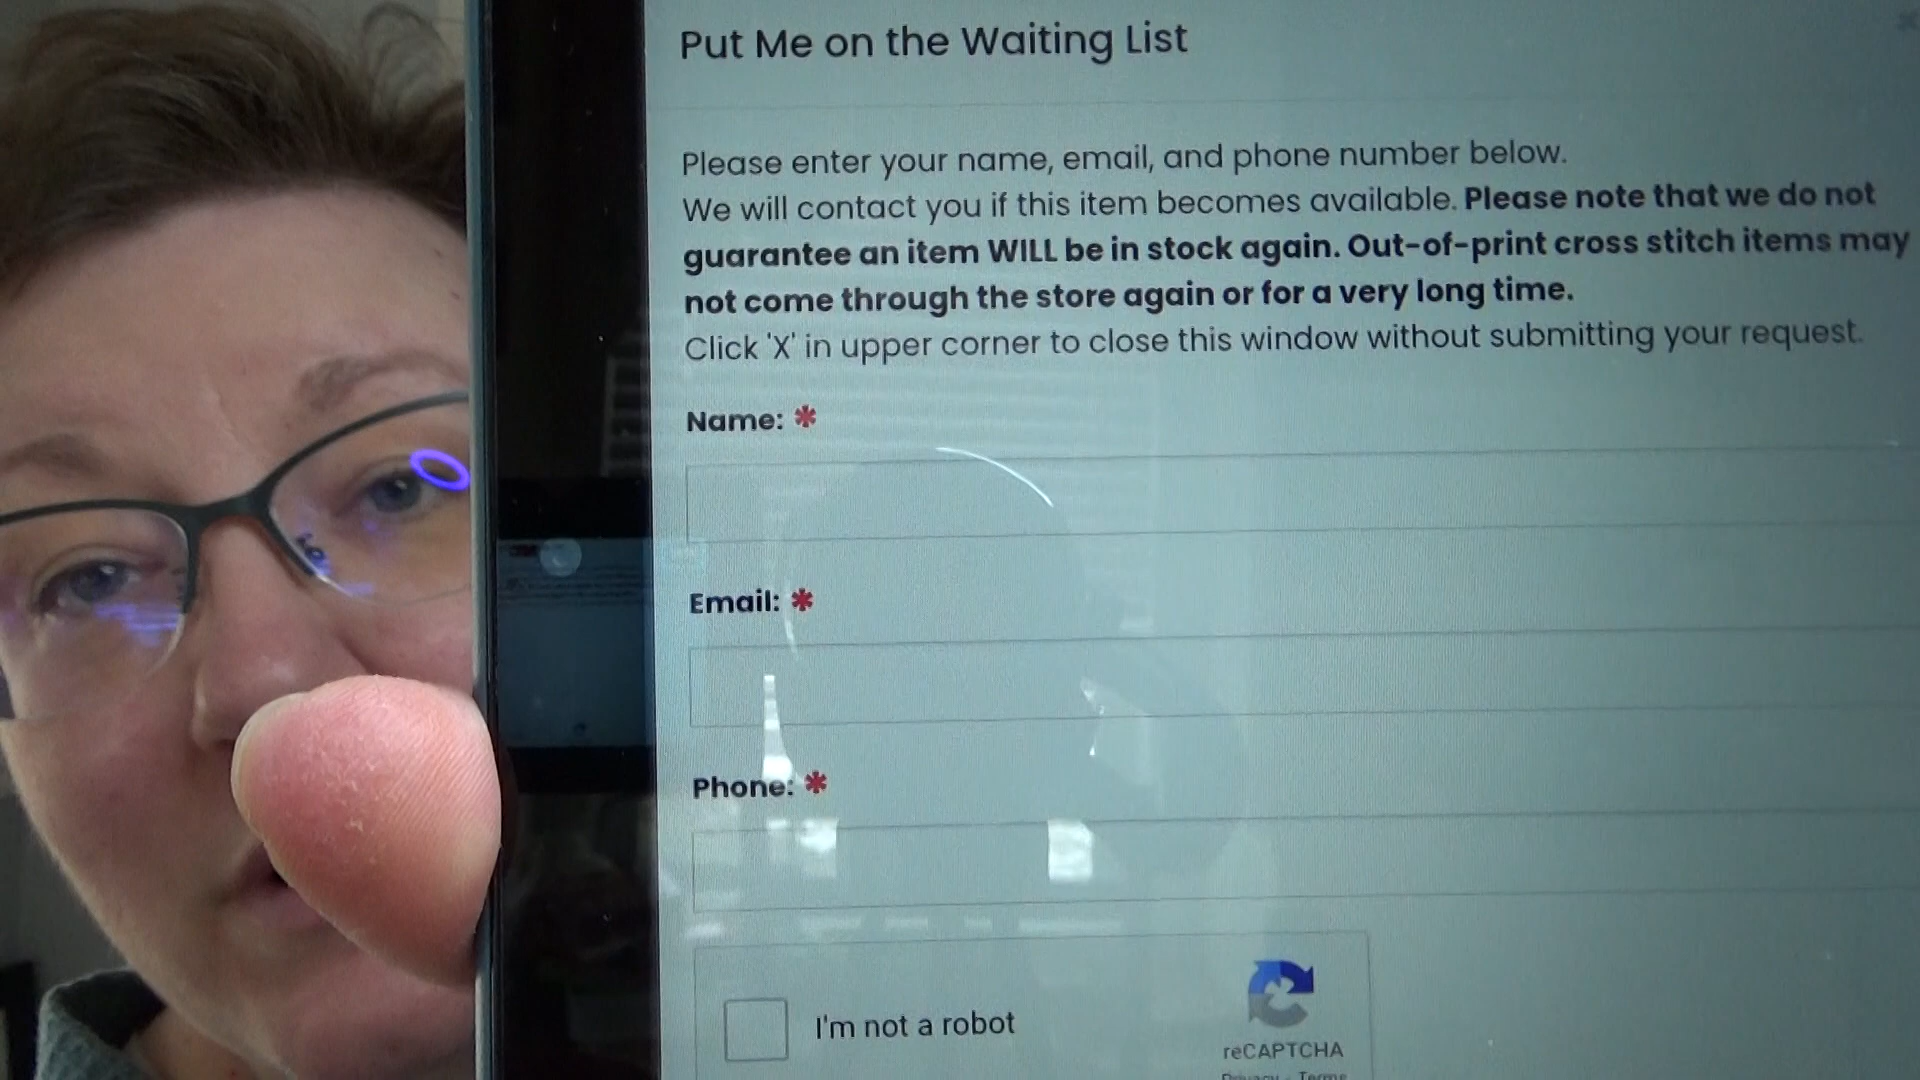 Put Me on the Waiting List
Please enter your name, email, and phone number below.
We will contact you if this item becomes available. Please note that we do not
guarantee an item WILL be in stock again. Out-of-print cross stitch items may
not come through the store again or for a very long time.
Click 'X' in upper corner to close this window without submitting your request.
Name: *
Email: *
Phone: *
I'm not a robot
reCAPTCHA
Privacy - Terms